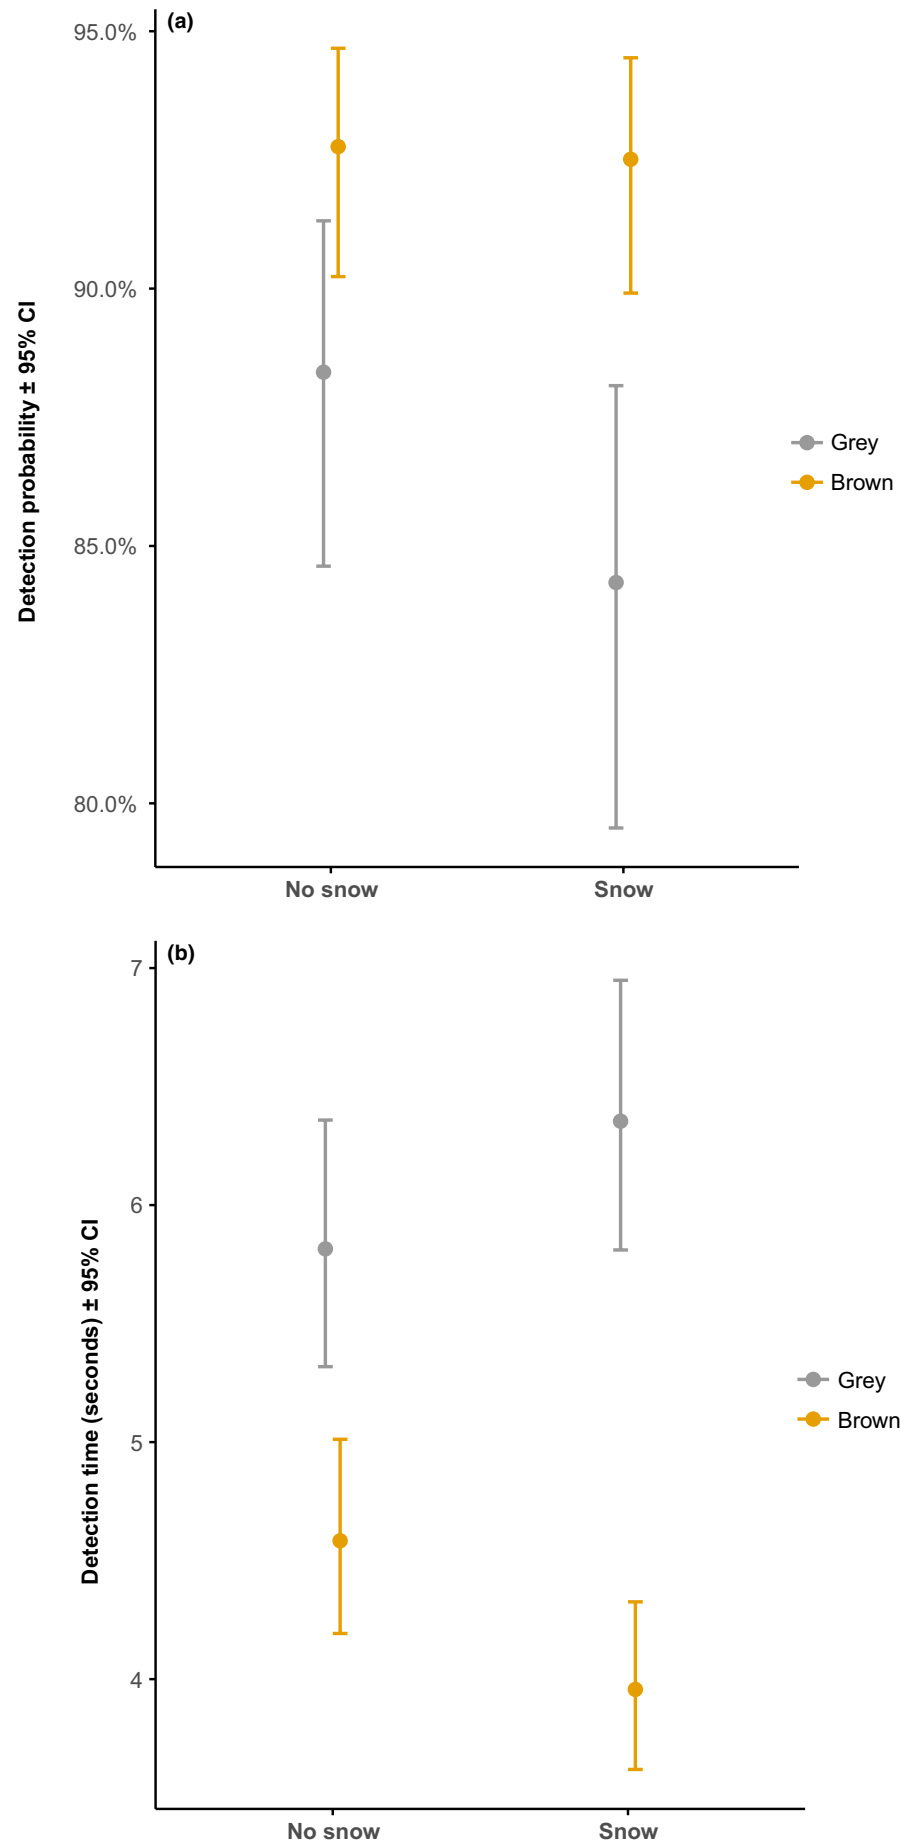 (a)
95.0%
90.0%
85.0%
80.0%
Detection probability ± 95% CI
Grey
Brown
No snow Snow
(b)
7
6
5
4
Detection time (seconds) ± 95% CI
Grey
Brown
No snow Snow